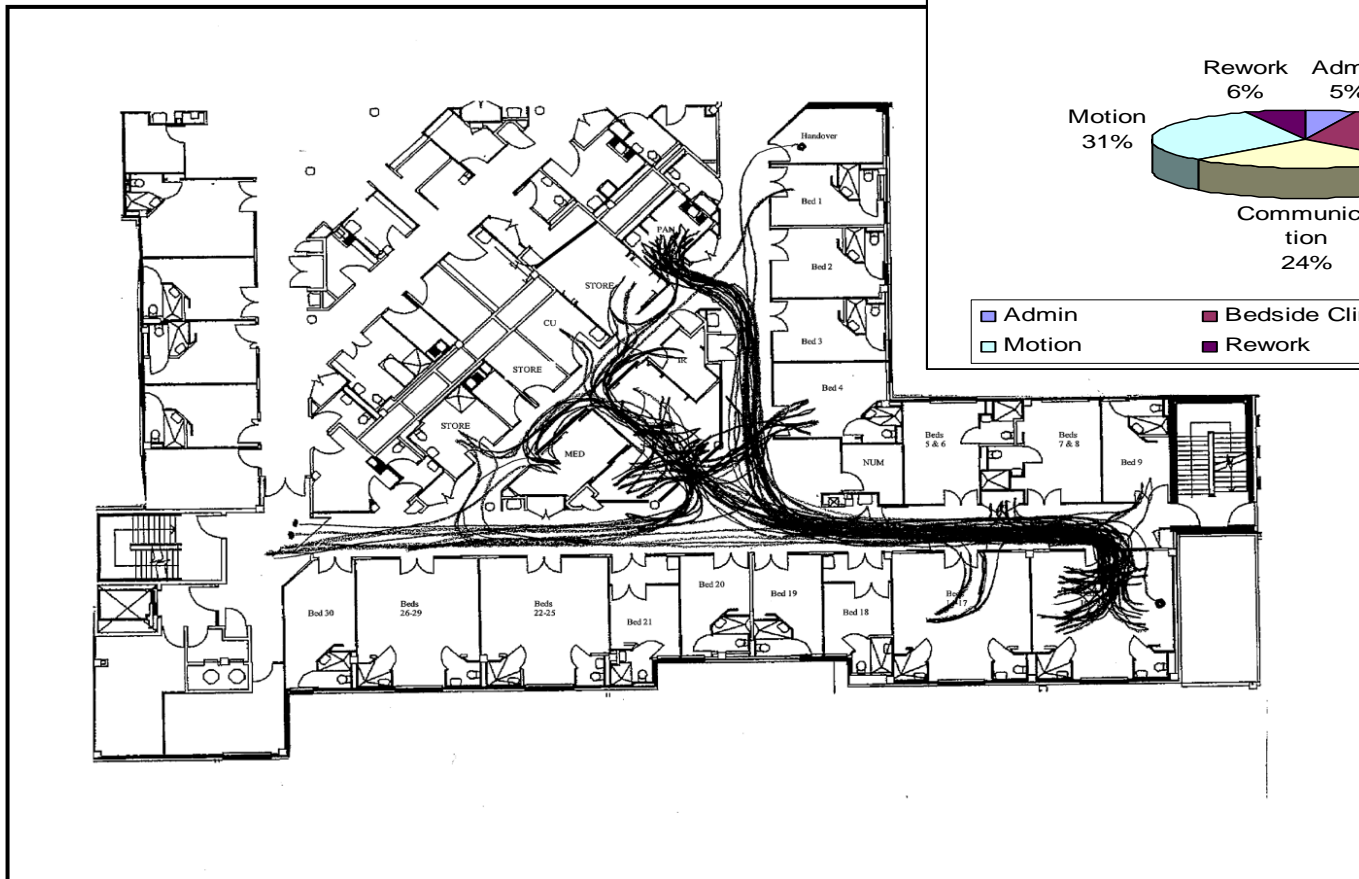 Rework Adm
6% 5%
Motion
31%
Communic
tion
24%
Admin
Bedside Cli
Motion
Rework
Handover
Bed 1
PAN
Bed 2
STORE
CU
Bed 3
IR
STORE
Bed 4
STORE
MED
NUM
Beds
5 & 6
Beds
7 & 8
Bed 9
Bed 30
Beds
26-29
Beds
22-25
Bed 21
Bed 20
Bed 19
Bed 18